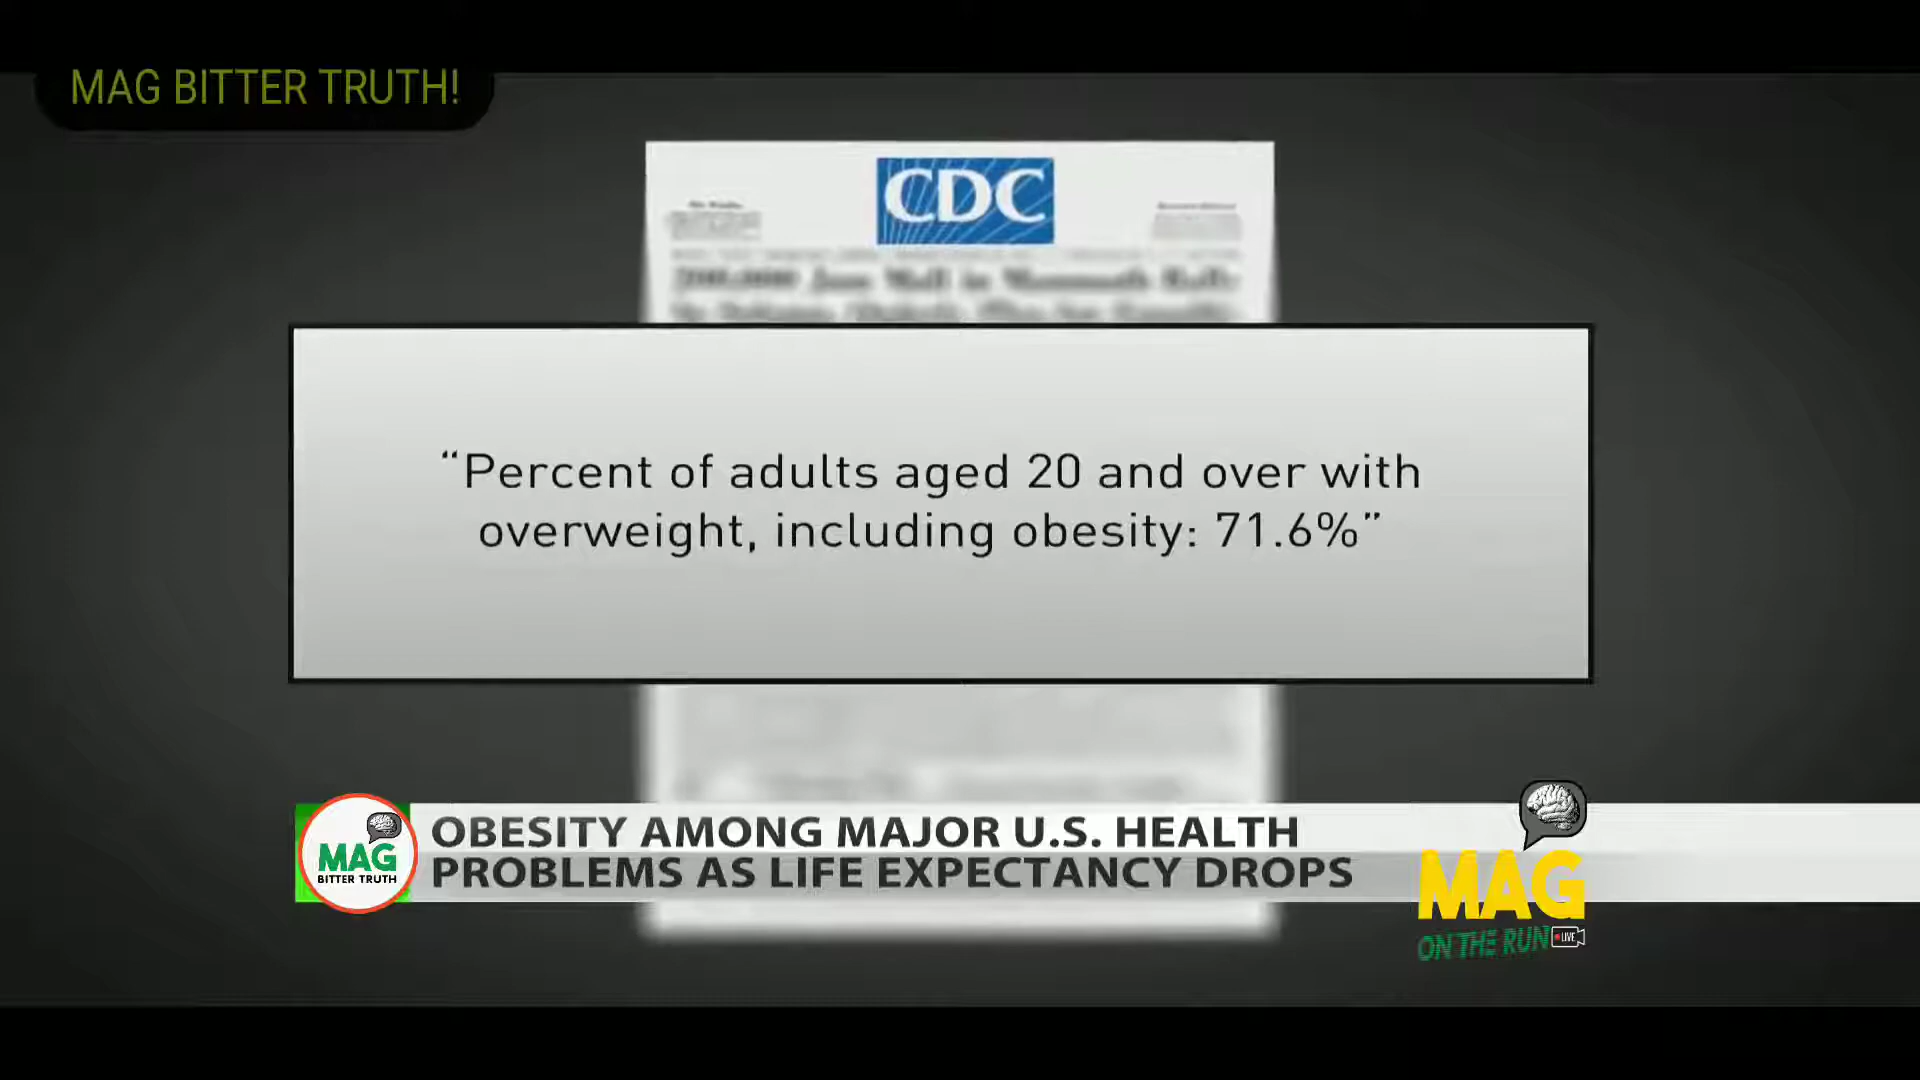 MAG BITTER TRUTH!
CDC
“Percent of adults aged 20 and over with
overweight, including obesity: 71.6%”
MAG
BITTER TRUTH
OBESITY AMONG MAJOR U.S. HEALTH
PROBLEMS AS LIFE EXPECTANCY DROPS
MAG
ON THE RUN
LIVE